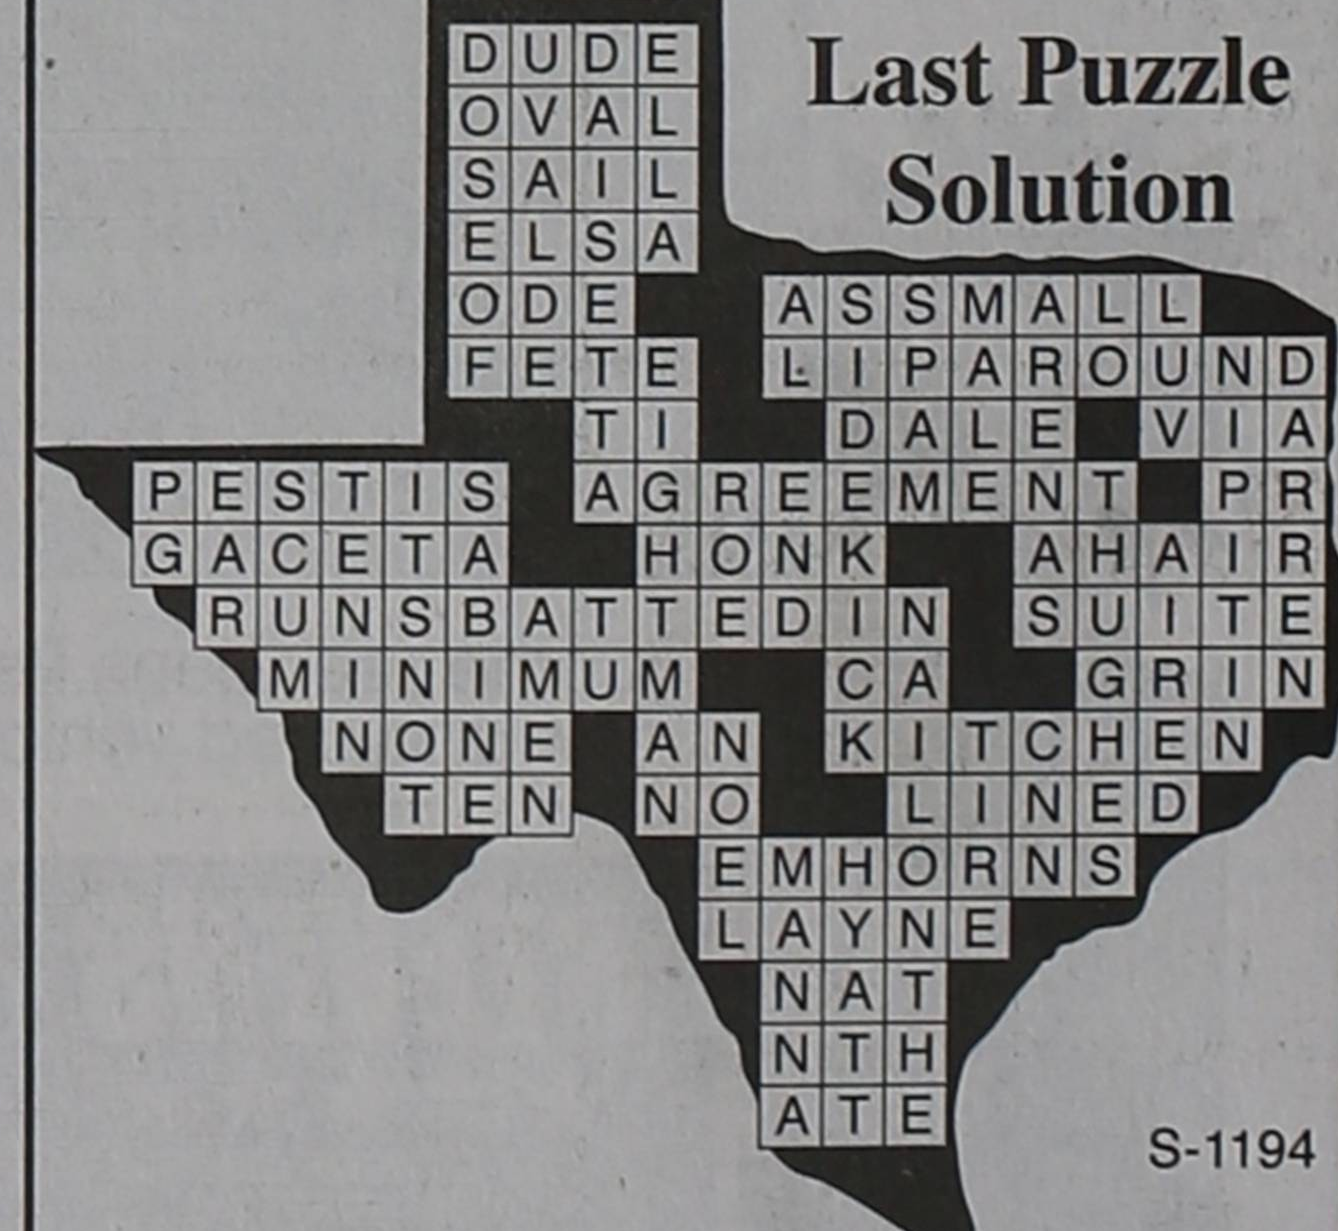 Last Puzzle
Solution
DUDE
OVAL
SAIL
ELSA
ODE ASSMALL
FETE LIPAROUND
TI DALE VIA
PESTIS AGREEMENT PR
GACETA HONK AHAIR
RUNSBATTEDIN SUITE
MINIMUM CA GRIN
NONE AN KITCHEN
TEN NO LINED
EMHORNS
LAYNE
NAT
NTH
ATE
S-1194